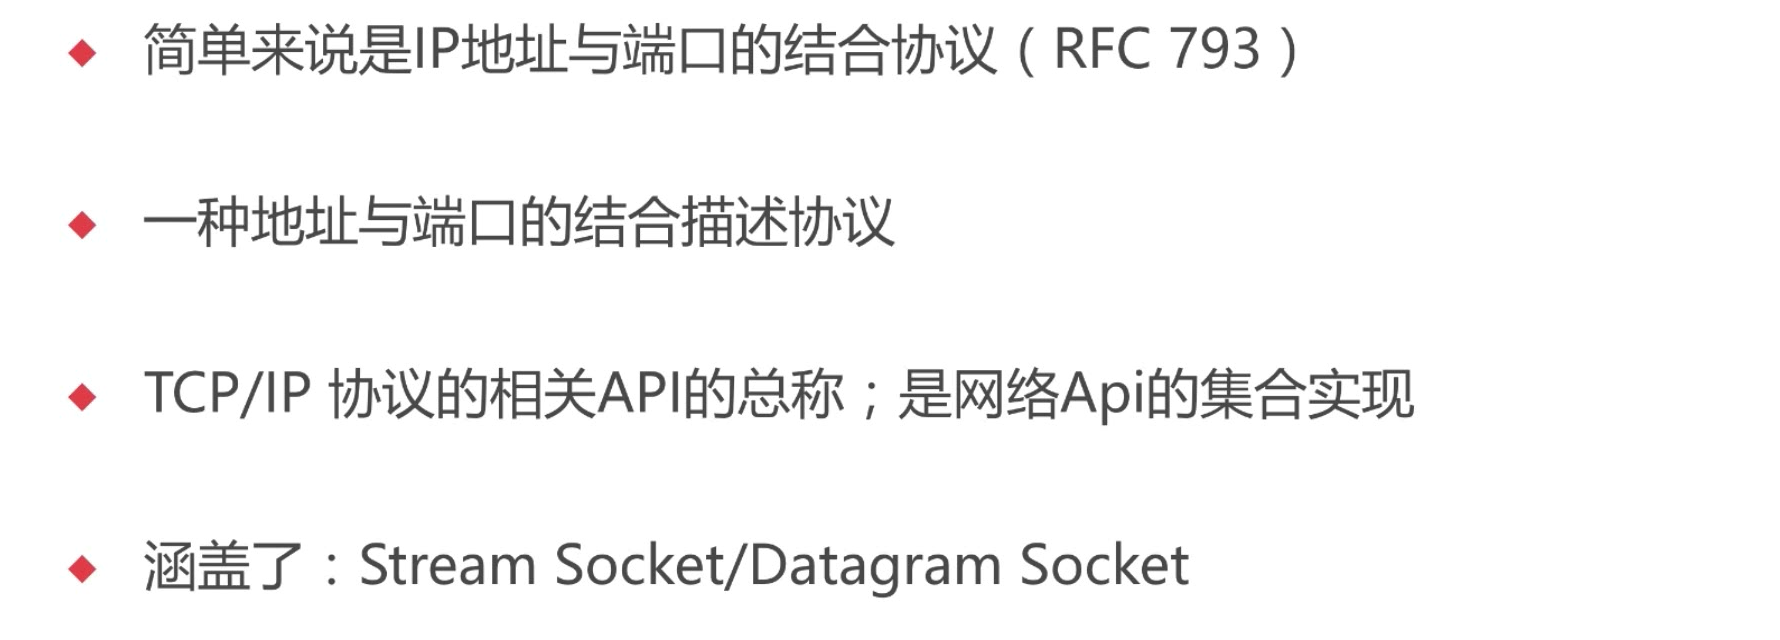 简单来说是IP地址与端口的结合协议（RFC 793）
一种地址与端口的结合描述协议
TCP/IP 协议的相关API的总称；是网络Api的集合实现
涵盖了：Stream Socket/Datagram Socket